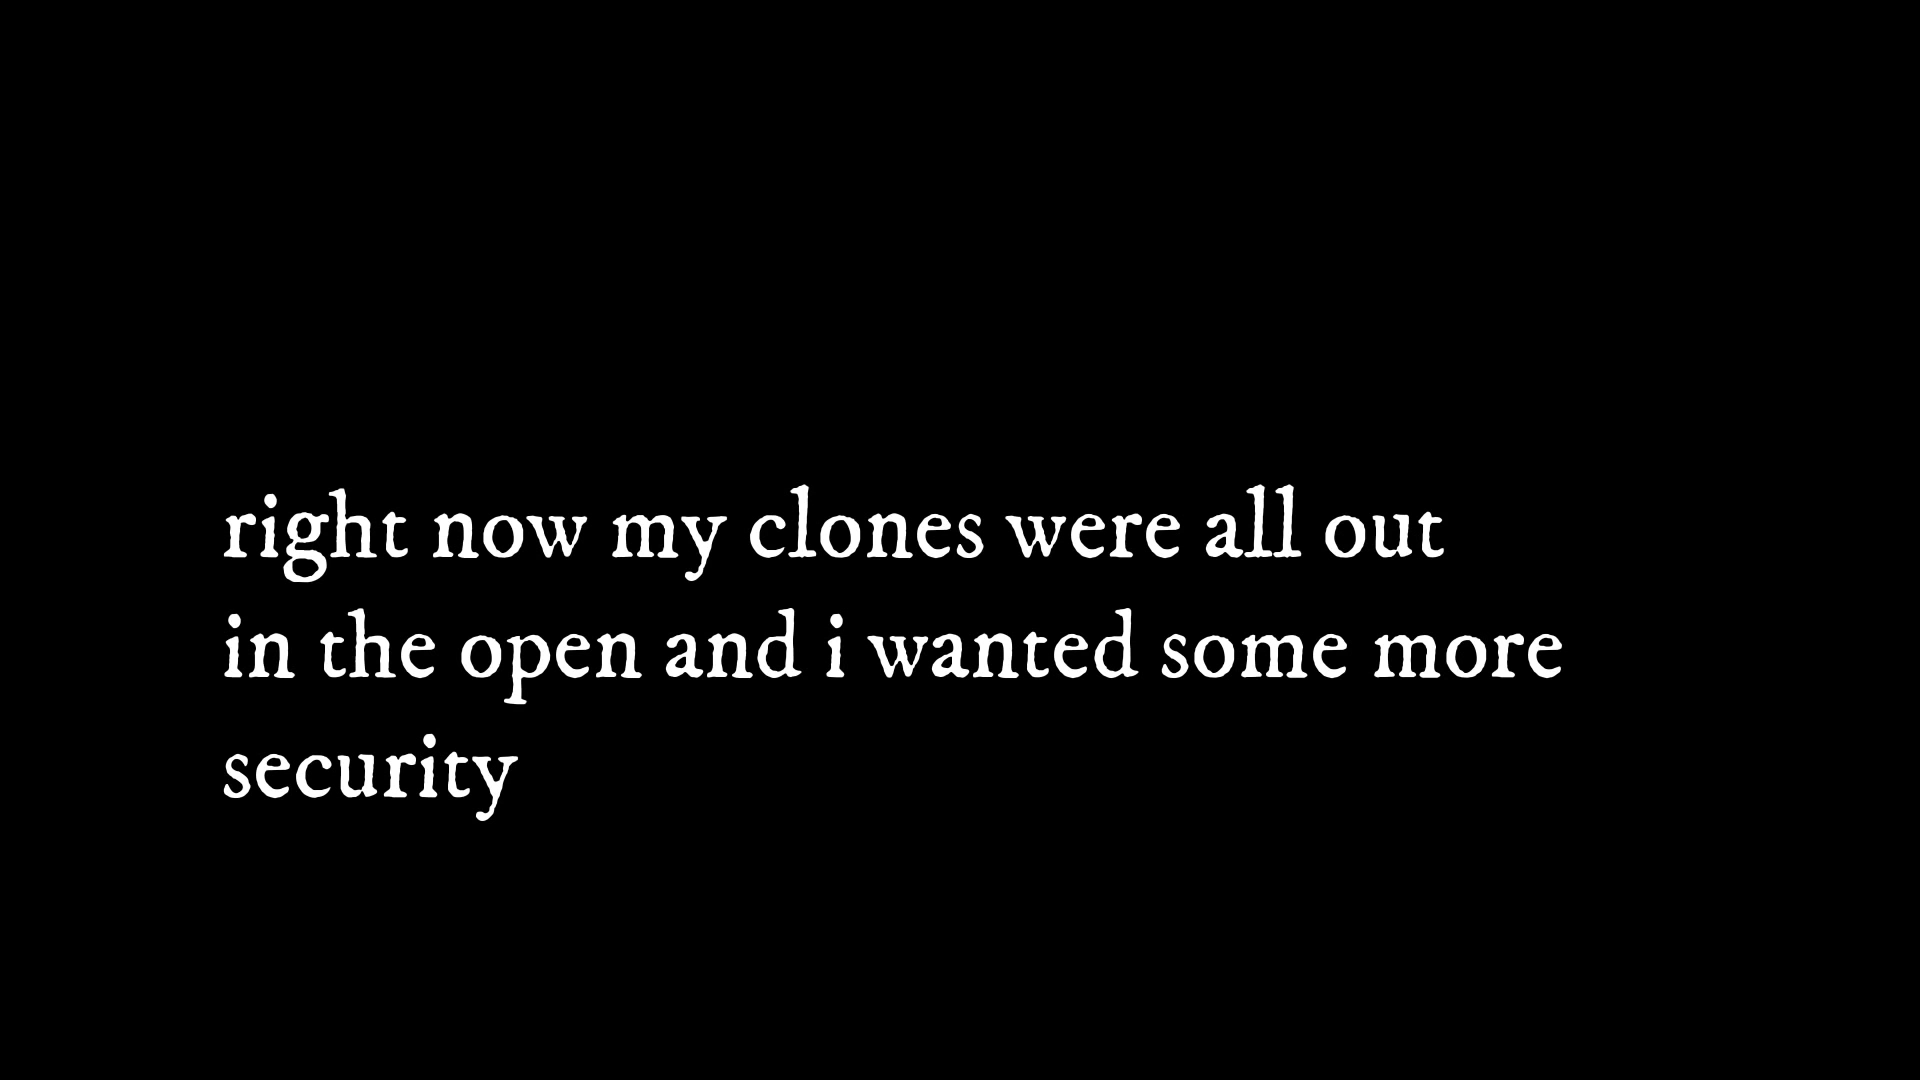 right now my clones were all out
in the open and i wanted some more
security